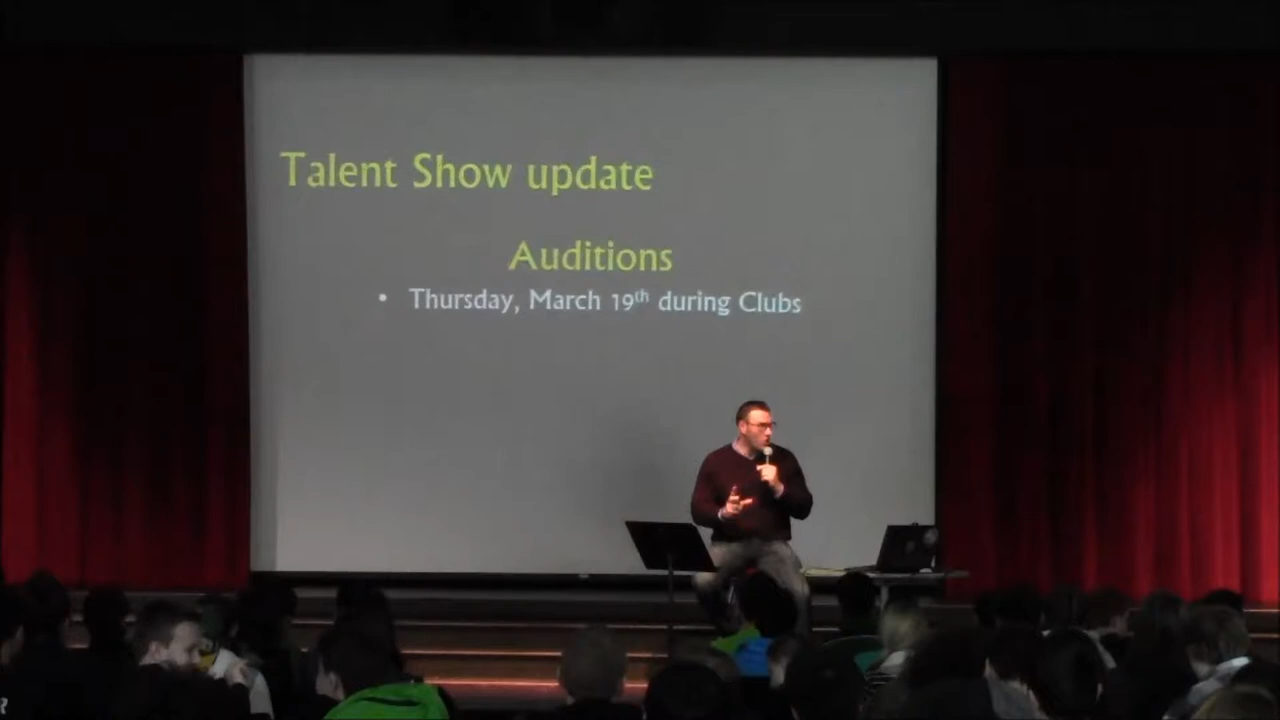 Talent Show update
Auditions
• Thursday, March 19th during Clubs